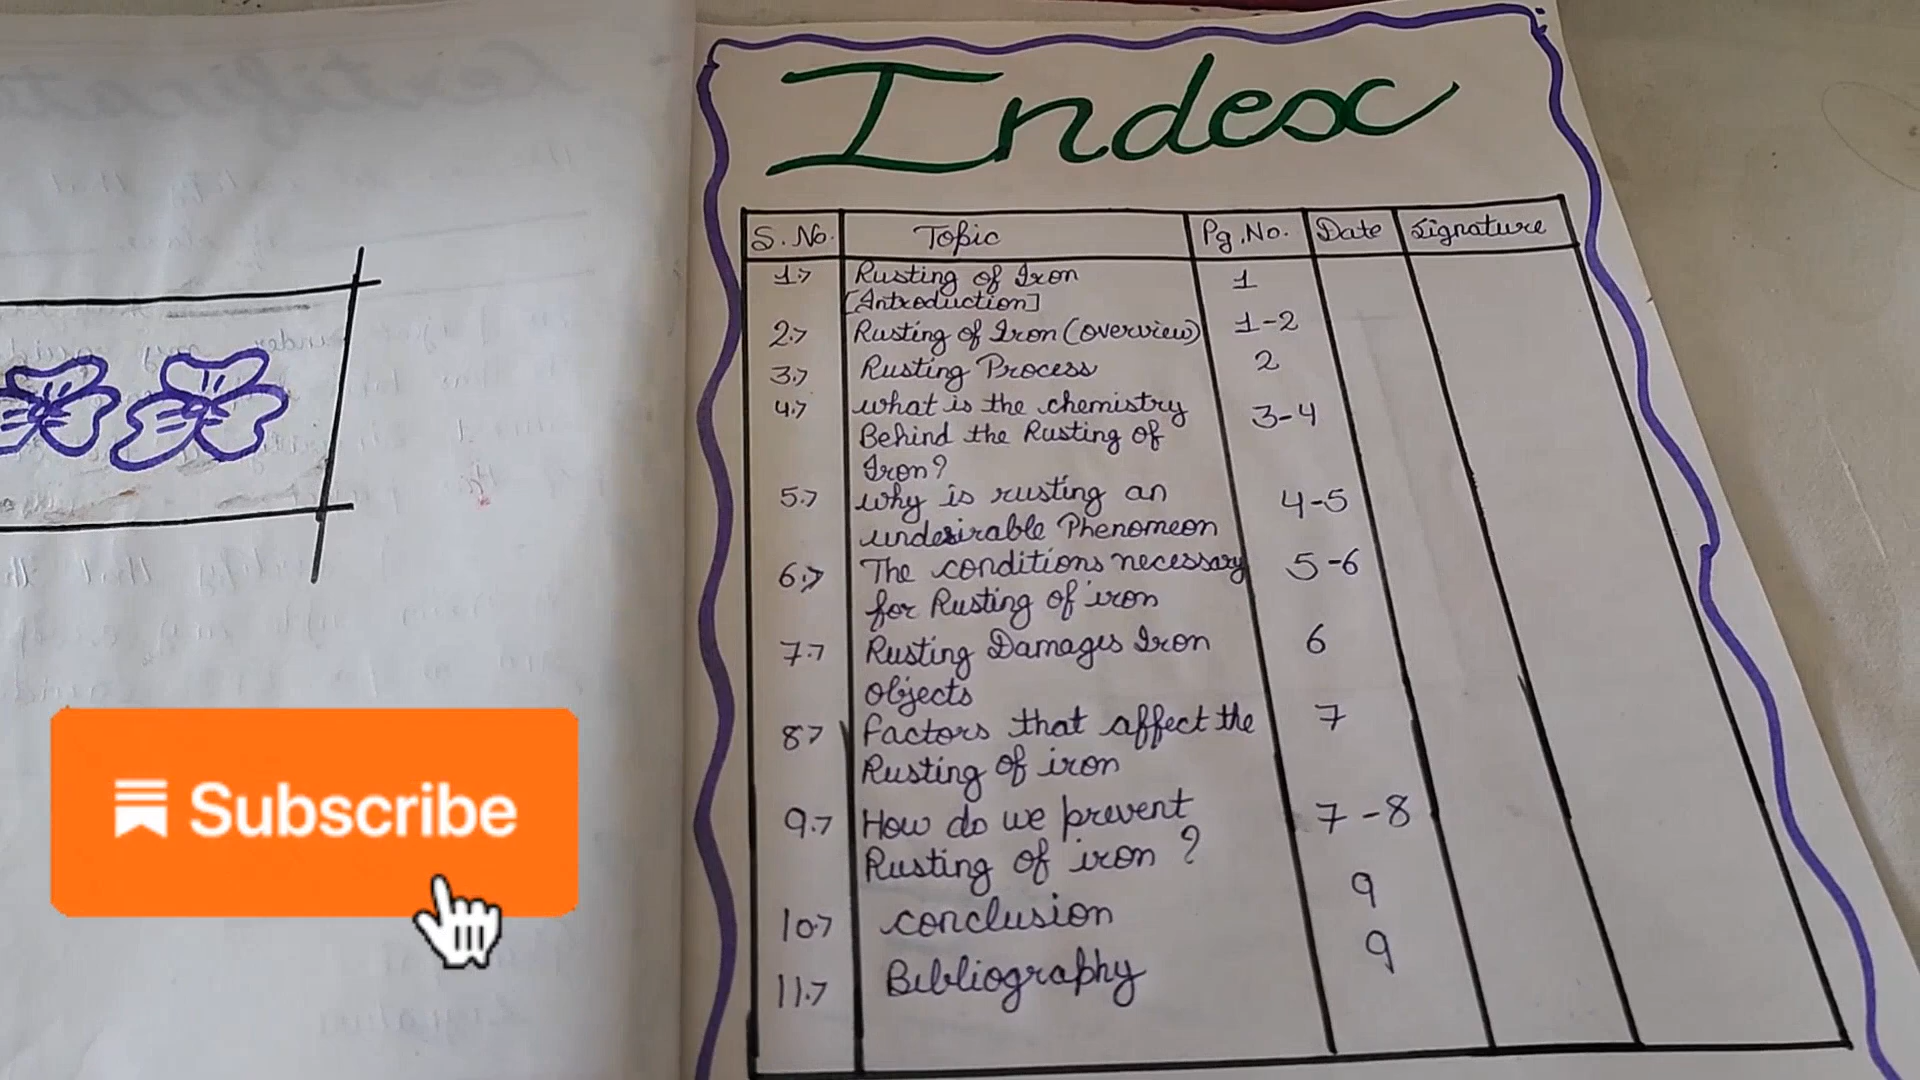 Index
S. No. Topic Pg. No. Date Signature
1.> Rusting of Iron 1
[Introduction]
2.> Rusting of Iron (overview) 1-2
3.> Rusting Process 2
4.> what is the chemistry 3-4
Behind the Rusting of
Iron?
5.> why is rusting an 4-5
undesirable Phenomeon
6.> The conditions necessary 5-6
for Rusting of iron
7.> Rusting Damages Iron 6
objects
8> factors that affect the 7
Rusting of iron
9.> How do we prevent 7-8
Rusting of iron ?
10.> conclusion 9
11.> Bibliography 9
Subscribe